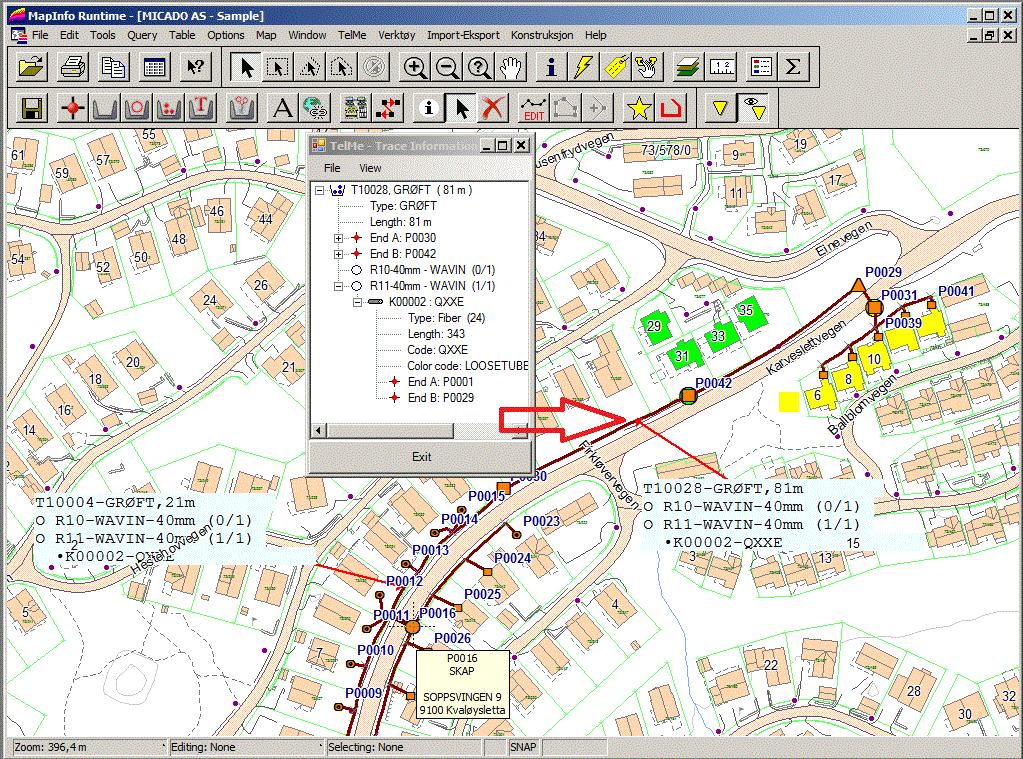 MapInfo Runtime - [MICADO AS - Sample]
File Edit Tools Query Table Options Map Window TelMe Verktøy Import-Eksport Konstruksjon Help
1 2
A
EDIT
TelMe - Trace Information
File View
T10028, GRØFT ( 81 m )
Type: GRØFT
Length: 81 m
End A: P0030
End B: P0042
R10-40mm - WAVIN (0/1)
R11-40mm - WAVIN (1/1)
K00002 : QXXE
Type: Fiber (24)
Length: 343
Code: QXXE
Color code: LOOSETUBE
End A: P0001
End B: P0029
Exit
61
55
57
59
46
44
48
50
52
54
26
24
20
18
16
14
21
5
73/578/0
9
19
17
11
Einevegen
P0029
P0031
P0041
P0039
35
29
33
31
10
8
6
Karveslettvegen
P0042
Ballblomvegen
Firkløvervegen
T10028-GRØFT,81m
O R10-WAVIN-40mm (0/1)
O R11-WAVIN-40mm (1/1)
•K00002-QXXE
15
13
3
T10004-GRØFT,21m
O R10-WAVIN-40mm (0/1)
O R11-WAVIN-40mm (1/1)
•K00002-QXXE
Hestehovvegen
P0015
P0014
P0023
P0013
P0024
P0012
P0025
P0011
P0016
P0026
P0010
P0009
4
7
22
28
30
32
P0016
SKAP
SOPPSVINGEN 9
9100 Kvaløysletta
Zoom: 396,4 m
Editing: None
Selecting: None
SNAP